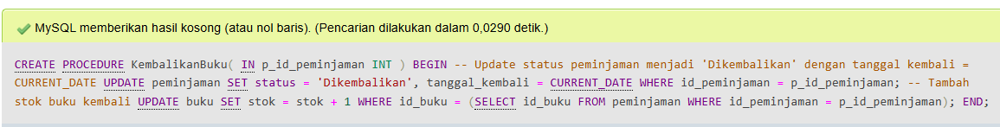 MySQL memberikan hasil kosong (atau nol baris). (Pencarian dilakukan dalam 0,0290 detik.)
CREATE PROCEDURE KembalikanBuku( IN p_id_peminjaman INT ) BEGIN -- Update status peminjaman menjadi 'Dikembalikan' dengan tanggal kembali =
CURRENT_DATE UPDATE peminjaman SET status = 'Dikembalikan', tanggal_kembali = CURRENT_DATE WHERE id_peminjaman = p_id_peminjaman; -- Tambah
stok buku kembali UPDATE buku SET stok = stok + 1 WHERE id_buku = (SELECT id_buku FROM peminjaman WHERE id_peminjaman = p_id_peminjaman); END;